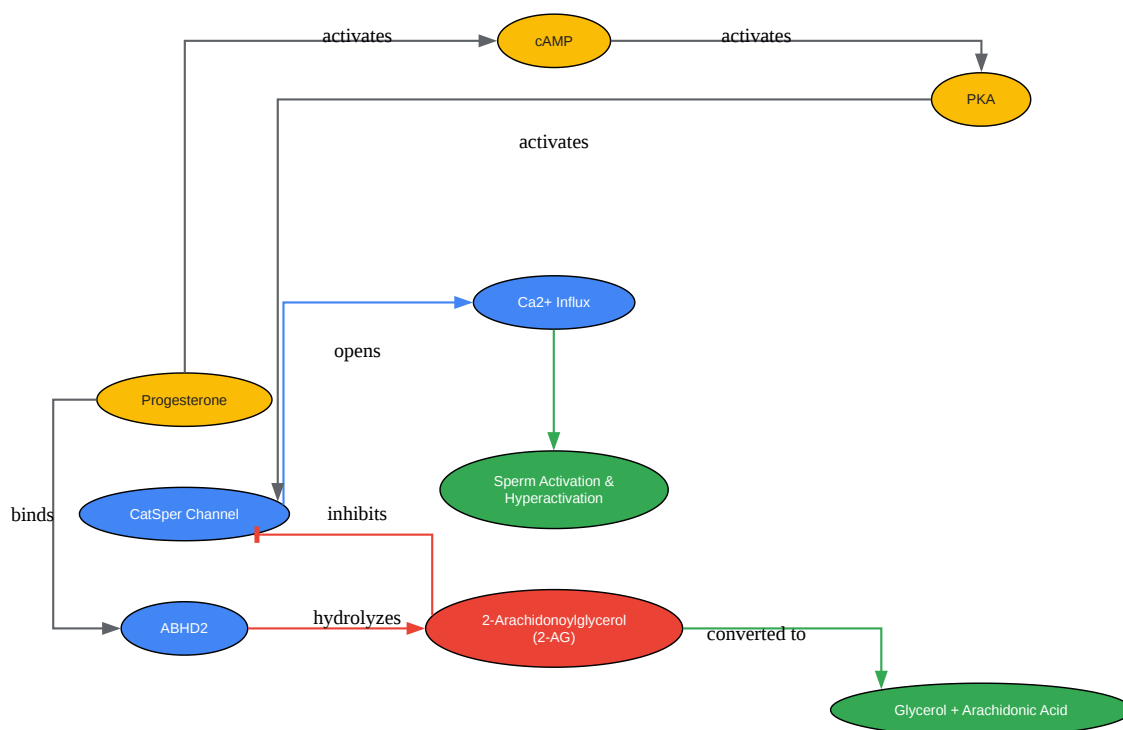 activates
cAMP
activates
PKA
activates
Ca2+ Influx
opens
Progesterone
Sperm Activation &
Hyperactivation
binds
CatSper Channel
inhibits
ABHD2
hydrolyzes
2-Arachidonoylglycerol
(2-AG)
converted to
Glycerol + Arachidonic Acid